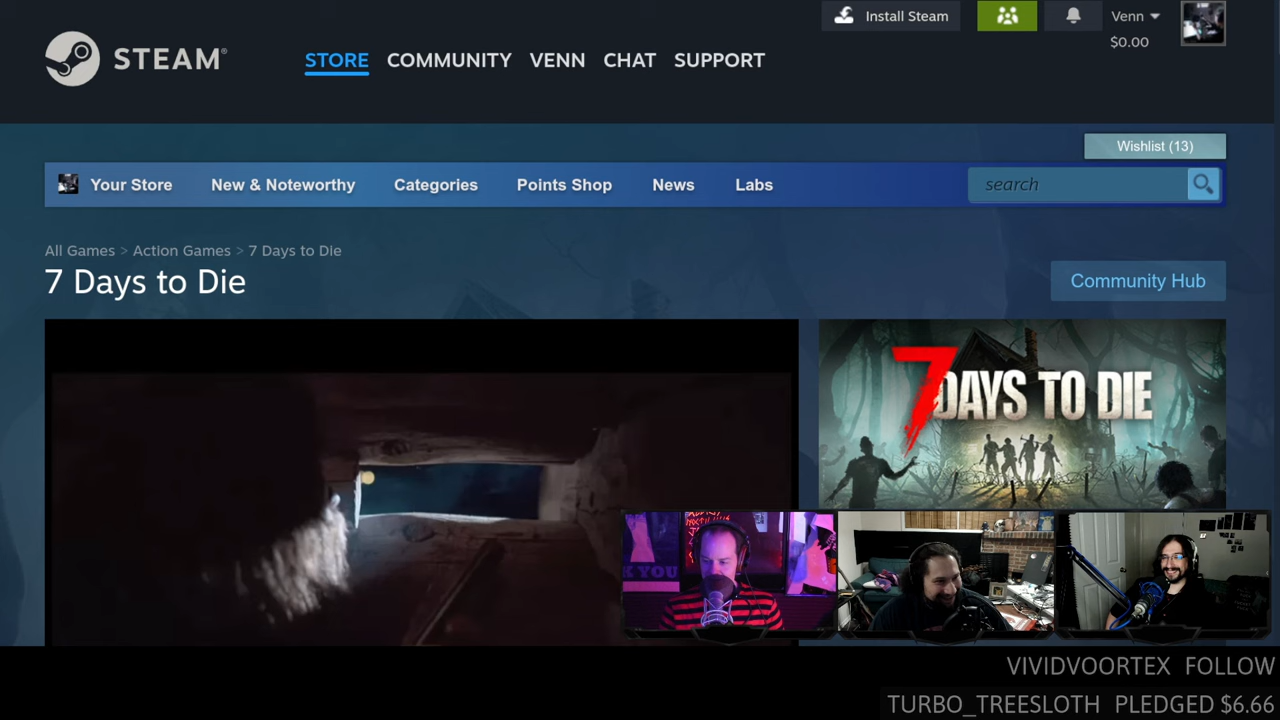 Install Steam
Venn
$0.00
STEAM®
STORE COMMUNITY VENN CHAT SUPPORT
Wishlist (13)
Your Store New & Noteworthy Categories Points Shop News Labs
search
All Games > Action Games > 7 Days to Die
7 Days to Die
Community Hub
7 DAYS TO DIE
K YOU
VIVIDVOORTEX FOLLOW
TURBO_TREESLOTH PLEDGED $6.66